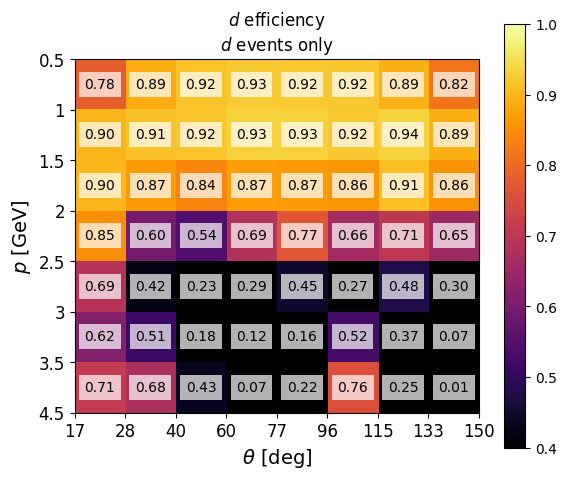 d efficiency
d events only
0.5
1
1.5
2
2.5
3
3.5
4.5
p [GeV]
0.78 0.89 0.92 0.93 0.92 0.92 0.89 0.82
0.90 0.91 0.92 0.93 0.93 0.92 0.94 0.89
0.90 0.87 0.84 0.87 0.87 0.86 0.91 0.86
0.85 0.60 0.54 0.69 0.77 0.66 0.71 0.65
0.69 0.42 0.23 0.29 0.45 0.27 0.48 0.30
0.62 0.51 0.18 0.12 0.16 0.52 0.37 0.07
0.71 0.68 0.43 0.07 0.22 0.76 0.25 0.01
17 28 40 60 77 96 115 133 150
θ [deg]
1.0
0.9
0.8
0.7
0.6
0.5
0.4